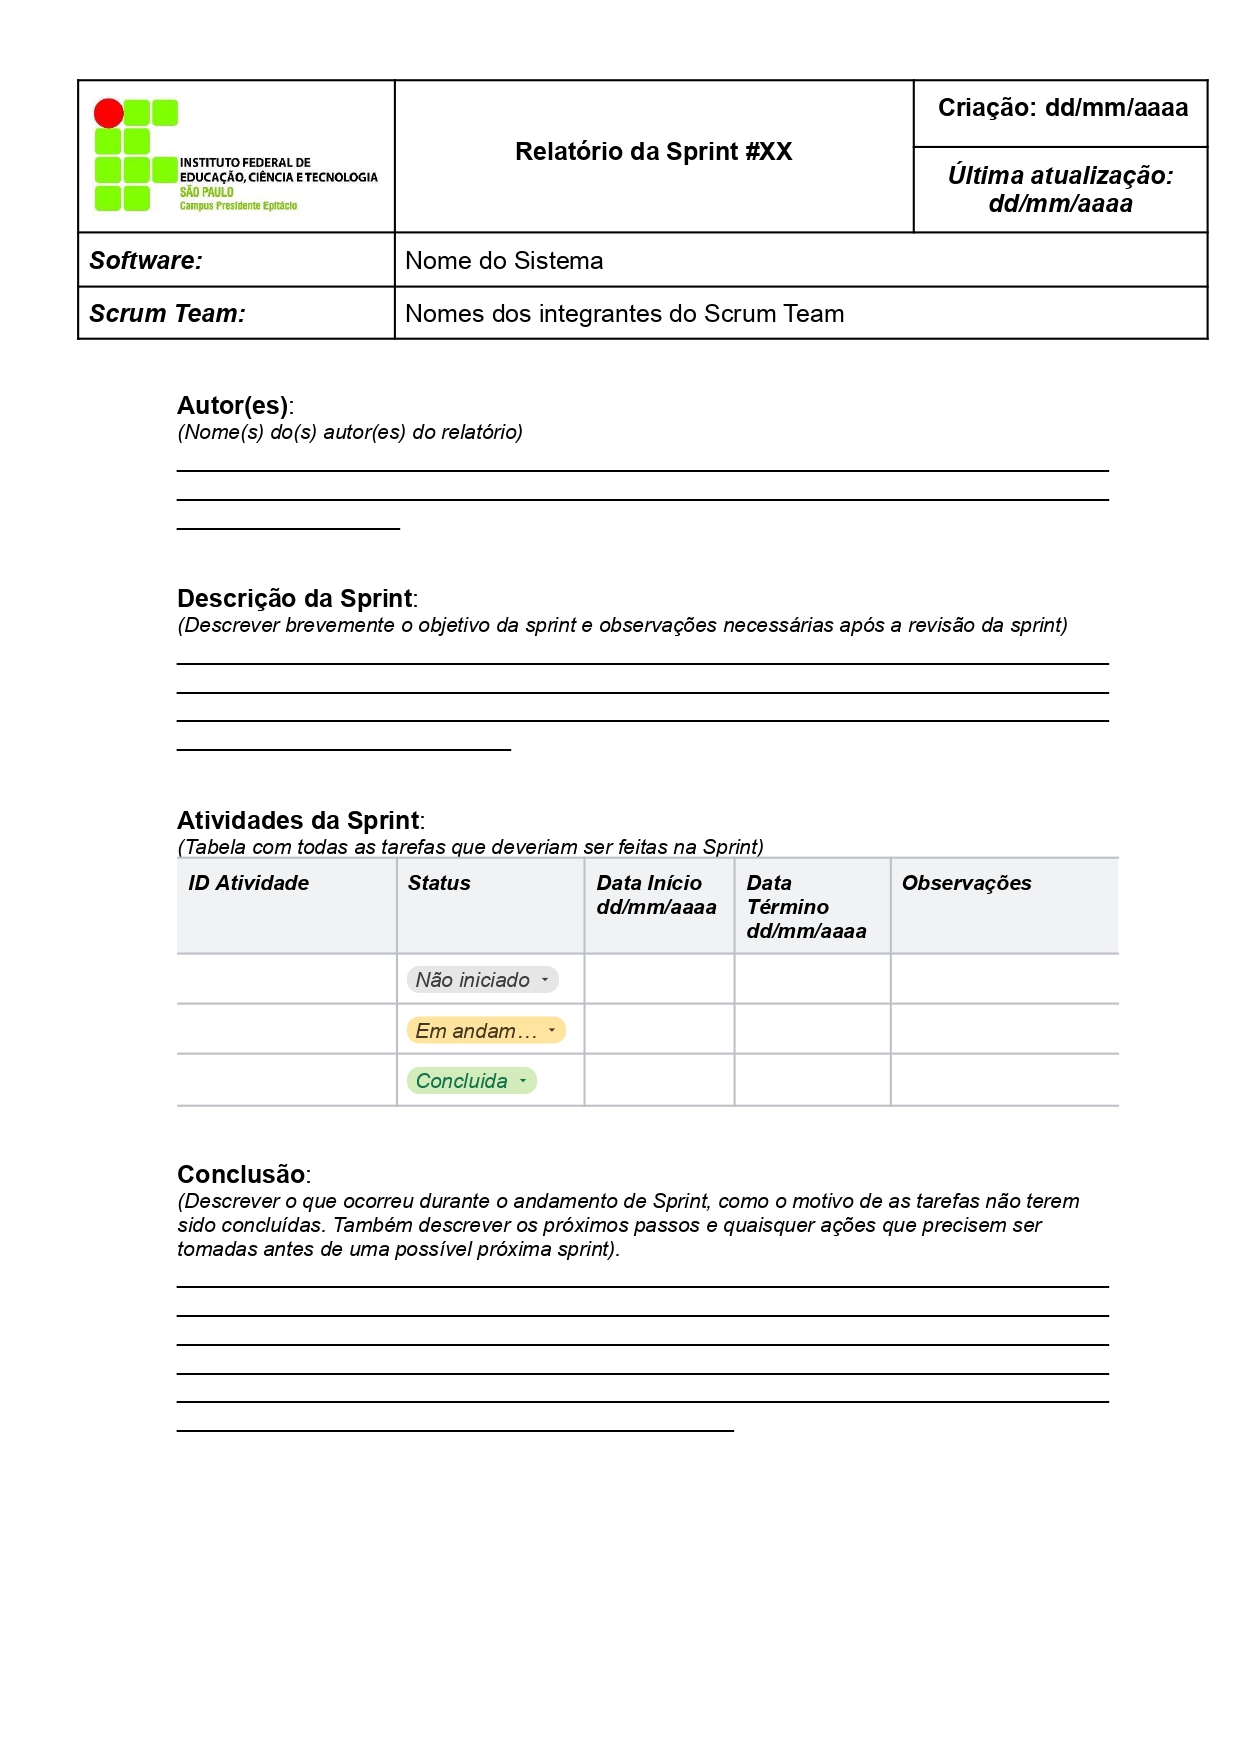 INSTITUTO FEDERAL DE
EDUCAÇÃO, CIÊNCIA E TECNOLOGIA
SÃO PAULO
Campus Presidente Epitácio
Relatório da Sprint #XX
Criação: dd/mm/aaaa
Última atualização:
dd/mm/aaaa
Software:
Nome do Sistema
Scrum Team:
Nomes dos integrantes do Scrum Team
Autor(es):
(Nome(s) do(s) autor(es) do relatório)
Descrição da Sprint:
(Descrever brevemente o objetivo da sprint e observações necessárias após a revisão da sprint)
Atividades da Sprint:
(Tabela com todas as tarefas que deveriam ser feitas na Sprint)
ID Atividade
Status
Data Início
dd/mm/aaaa
Data
Término
dd/mm/aaaa
Observações
Não iniciado
Em andam…
Concluida
Conclusão:
(Descrever o que ocorreu durante o andamento de Sprint, como o motivo de as tarefas não terem
sido concluídas. Também descrever os próximos passos e quaisquer ações que precisem ser
tomadas antes de uma possível próxima sprint).